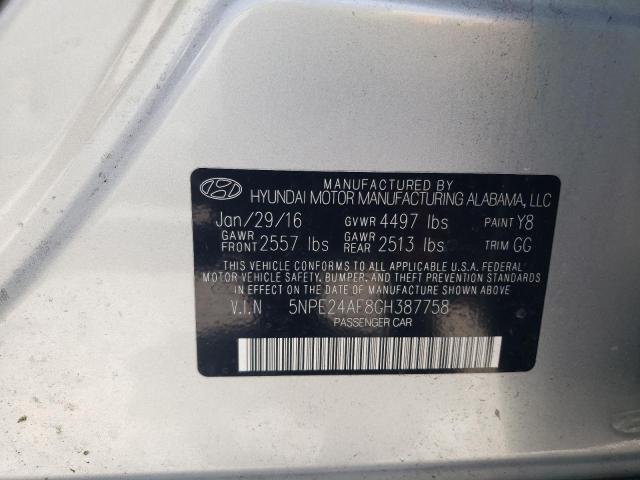 MANUFACTURED BY
HYUNDAI MOTOR MANUFACTURING ALABAMA, LLC
Jan/29/16 GVWR 4497 lbs PAINT Y8
GAWR FRONT 2557 lbs GAWR REAR 2513 lbs TRIM GG
THIS VEHICLE CONFORMS TO ALL APPLICABLE U.S.A. FEDERAL
MOTOR VEHICLE SAFETY, BUMPER, AND THEFT PREVENTION
STANDARDS IN EFFECT ON THE DATE OF MANUFACTURE SHOWN ABOVE.
V.I.N 5NPE24AF8GH387758
PASSENGER CAR